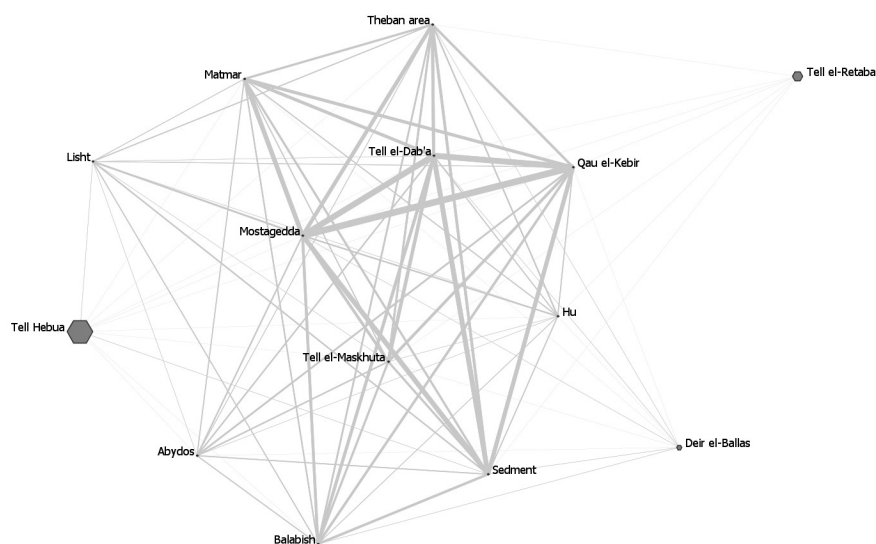 Theban area
Matmar
Tell el-Retaba
Tell el-Dab'a
Lisht
Qau el-Kebir
Mostagedda
Hu
Tell Hebua
Tell el-Maskhuta
Deir el-Ballas
Abydos
Sedment
Balabish